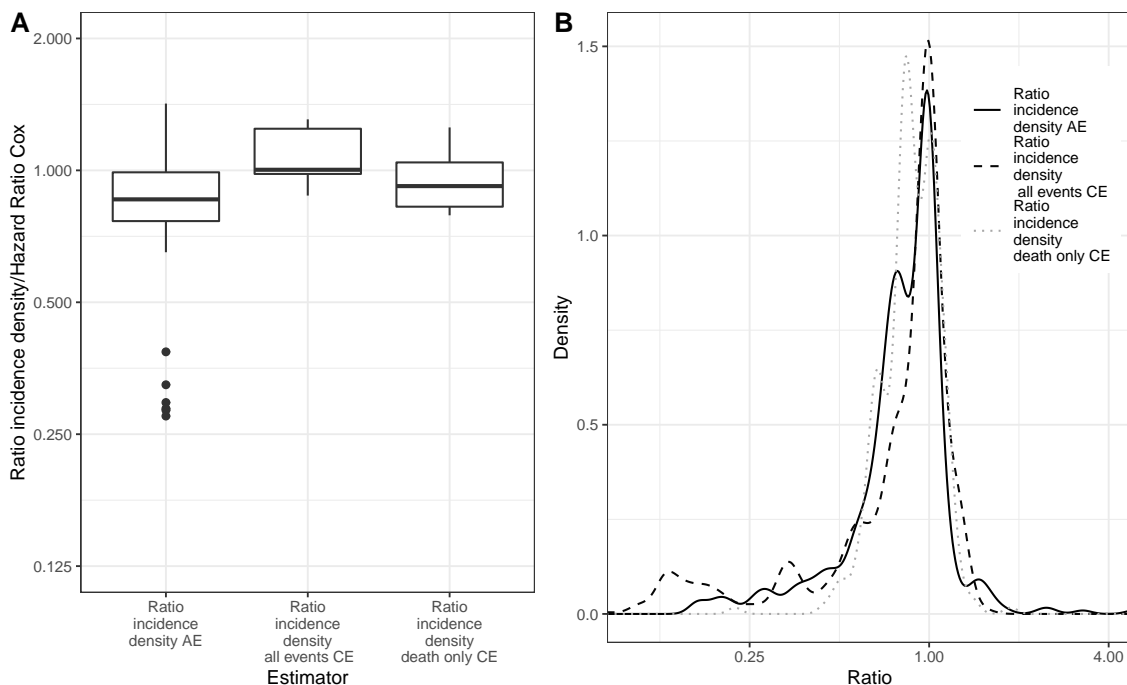 A
Ratio incidence density/Hazard Ratio Cox
2.000
1.000
0.500
0.250
0.125
Ratio
incidence
density AE
Ratio
incidence
density
all events CE
Ratio
incidence
density
death only CE
Estimator
B
Density
1.5
1.0
0.5
0.0
0.25
1.00
4.00
Ratio
Ratio
incidence
density AE
Ratio
incidence
density
all events CE
Ratio
incidence
density
death only CE